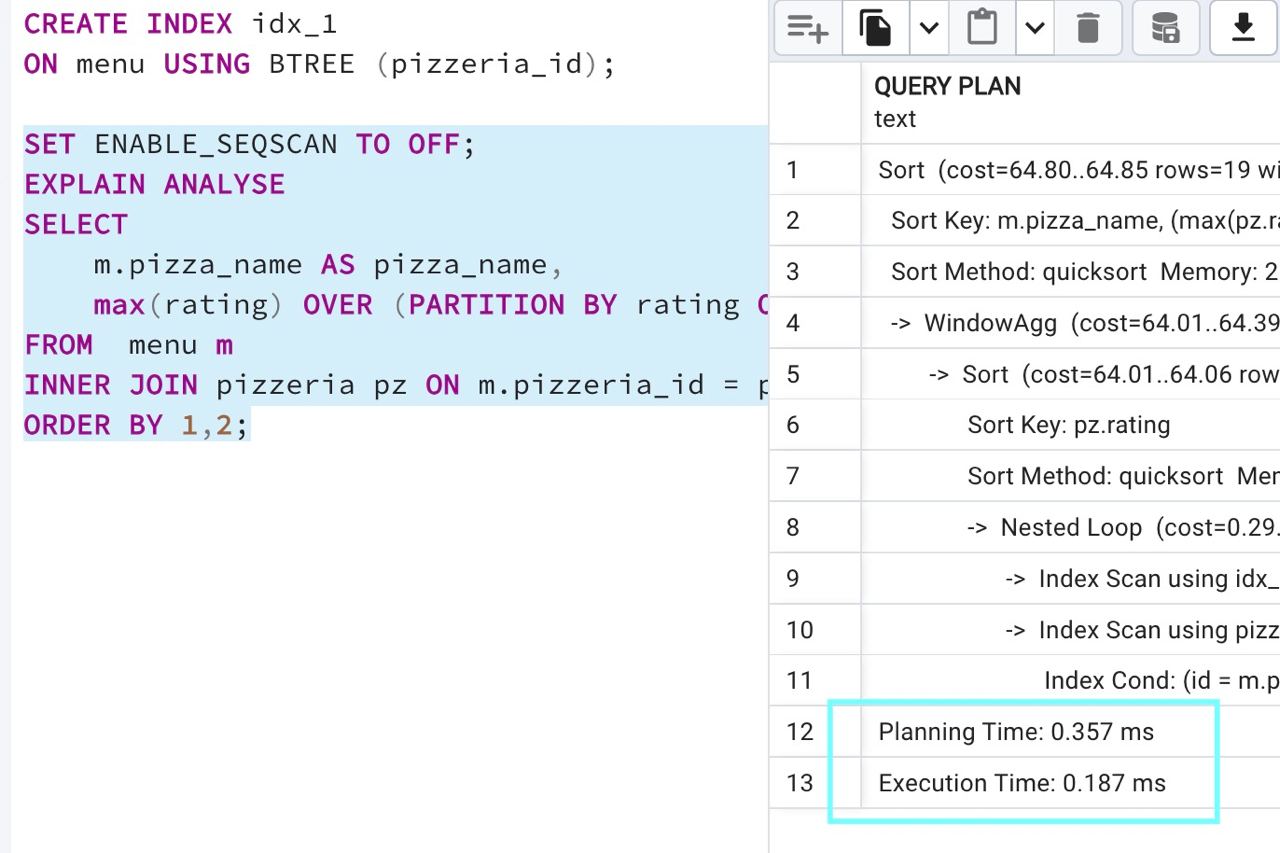 CREATE INDEX idx_1
ON menu USING BTREE (pizzeria_id);
SET ENABLE_SEQSCAN TO OFF;
EXPLAIN ANALYSE
SELECT
m.pizza_name AS pizza_name,
max(rating) OVER (PARTITION BY rating
FROM menu m
INNER JOIN pizzeria pz ON m.pizzeria_id = p
ORDER BY 1,2;
QUERY PLAN
text
1 Sort (cost=64.80..64.85 rows=19 wi
2 Sort Key: m.pizza_name, (max(pz.ra
3 Sort Method: quicksort Memory: 2
4 -> WindowAgg (cost=64.01..64.39
5 -> Sort (cost=64.01..64.06 row
6 Sort Key: pz.rating
7 Sort Method: quicksort Mem
8 -> Nested Loop (cost=0.29.
9 -> Index Scan using idx_
10 -> Index Scan using pizz
11 Index Cond: (id = m.p
12 Planning Time: 0.357 ms
13 Execution Time: 0.187 ms